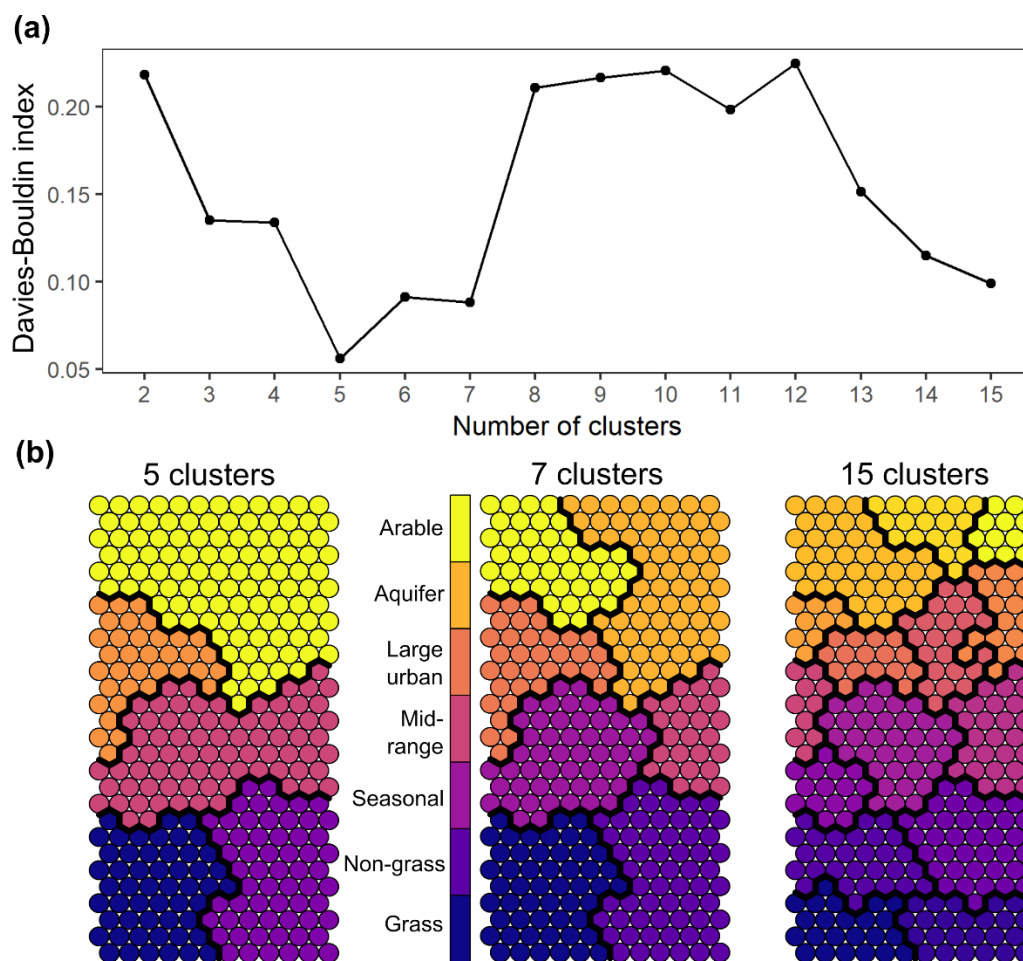 (a)
Davies-Bouldin index
0.20
0.15
0.10
0.05
2 3 4 5 6 7 8 9 10 11 12 13 14 15
Number of clusters
(b)
5 clusters 7 clusters 15 clusters
Arable
Aquifer
Large
urban
Mid-
range
Seasonal
Non-grass
Grass